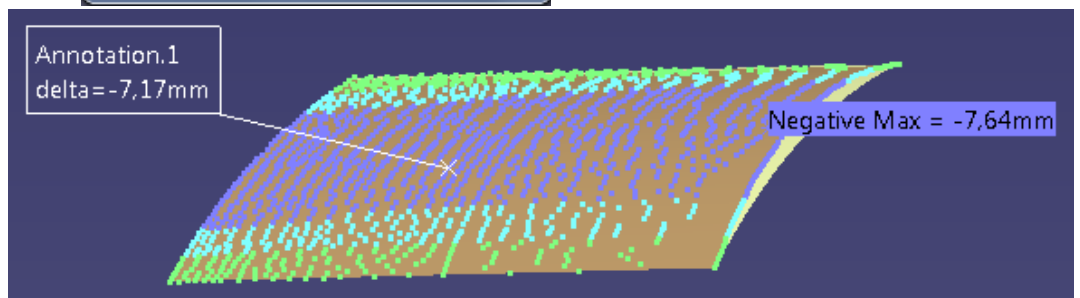 Annotation.1
delta=-7,17mm
Negative Max = -7,64mm